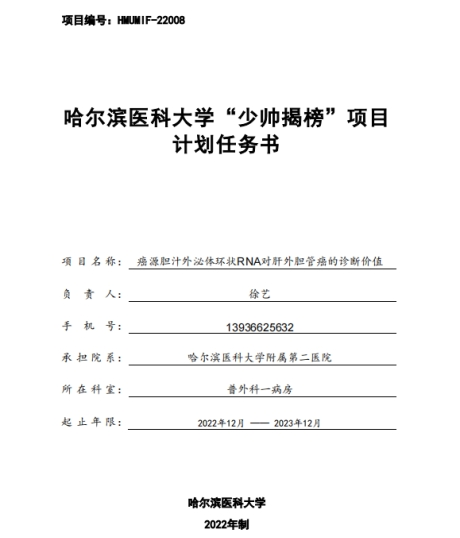 项目编号：HMUMIF-22008
哈尔滨医科大学“少帅揭榜”项目
计划任务书
项目名称：癌源胆汁外泌体环状RNA对肝外胆管癌的诊断价值
负责人：徐艺
手机号：13936625632
承担院系：哈尔滨医科大学附属第二医院
所在科室：普外科一病房
起止年限：2022年12月 —— 2023年12月
哈尔滨医科大学
2022年制